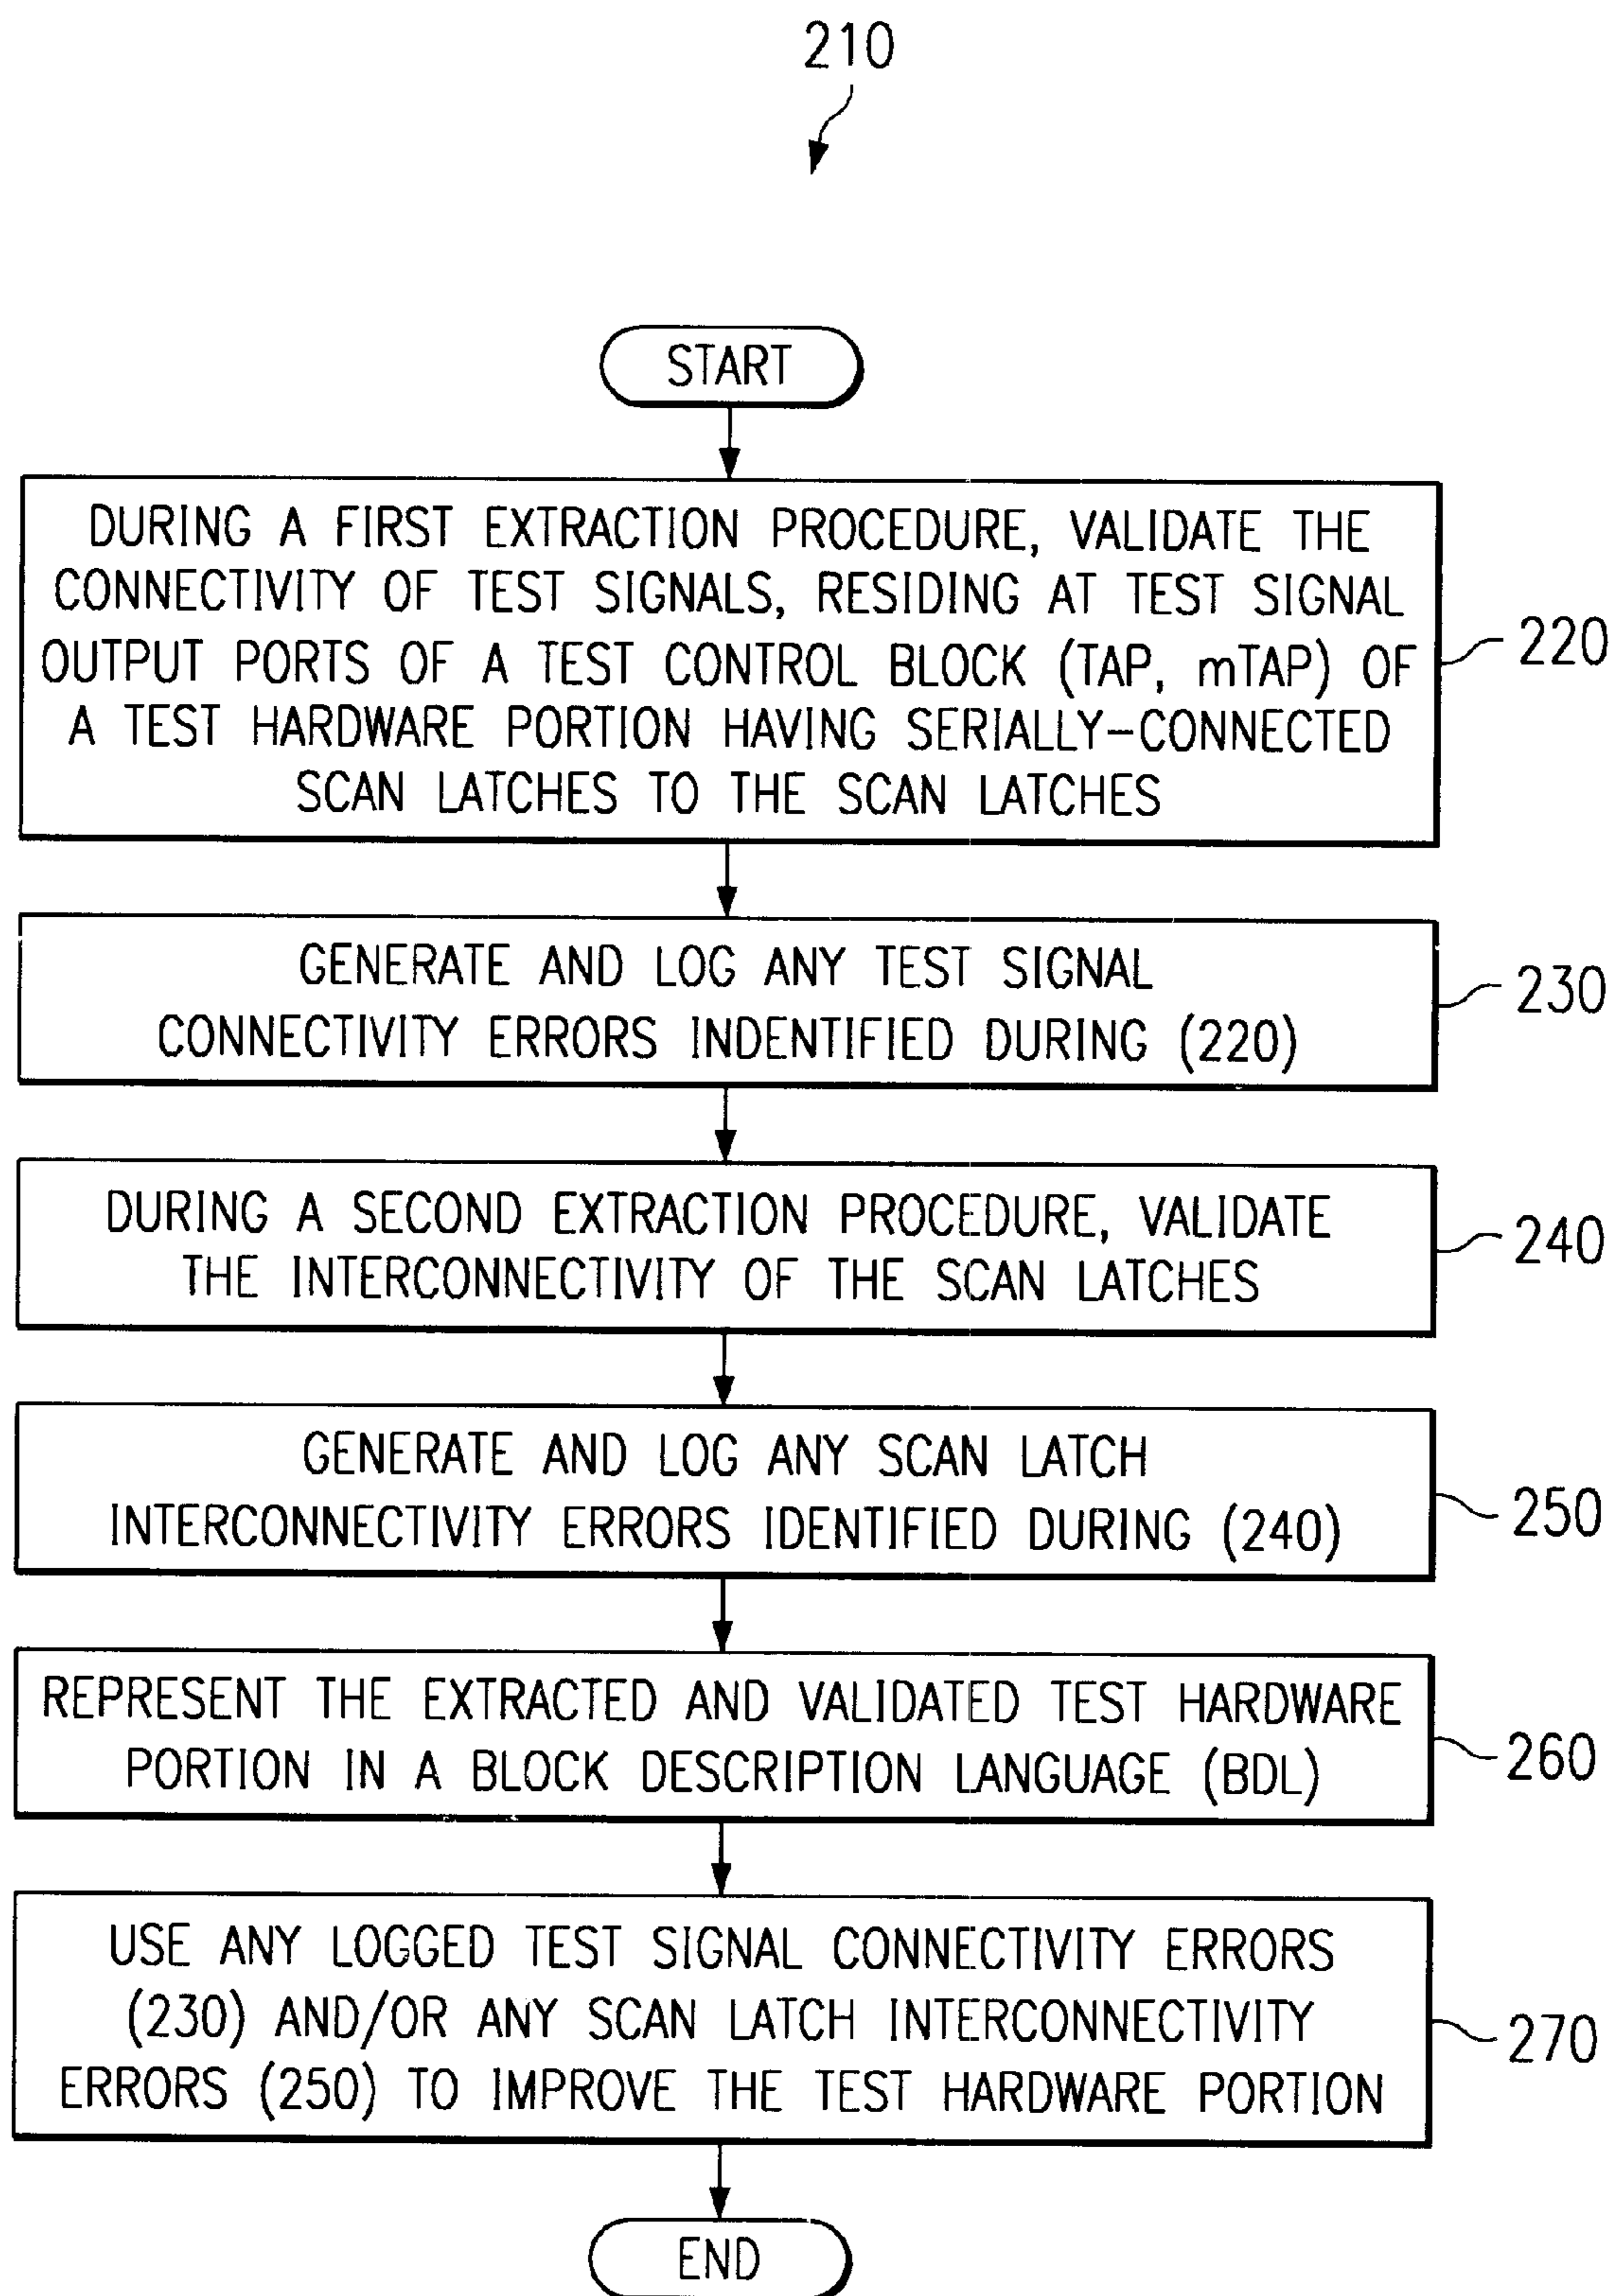 210
START
DURING A FIRST EXTRACTION PROCEDURE, VALIDATE THE
CONNECTIVITY OF TEST SIGNALS, RESIDING AT TEST SIGNAL
OUTPUT PORTS OF A TEST CONTROL BLOCK (TAP, mTAP) OF
A TEST HARDWARE PORTION HAVING SERIALLY-CONNECTED
SCAN LATCHES TO THE SCAN LATCHES
220
GENERATE AND LOG ANY TEST SIGNAL
CONNECTIVITY ERRORS INDENTIFIED DURING (220)
230
DURING A SECOND EXTRACTION PROCEDURE, VALIDATE
THE INTERCONNECTIVITY OF THE SCAN LATCHES
240
GENERATE AND LOG ANY SCAN LATCH
INTERCONNECTIVITY ERRORS IDENTIFIED DURING (240)
250
REPRESENT THE EXTRACTED AND VALIDATED TEST HARDWARE
PORTION IN A BLOCK DESCRIPTION LANGUAGE (BDL)
260
USE ANY LOGGED TEST SIGNAL CONNECTIVITY ERRORS
(230) AND/OR ANY SCAN LATCH INTERCONNECTIVITY
ERRORS (250) TO IMPROVE THE TEST HARDWARE PORTION
270
END